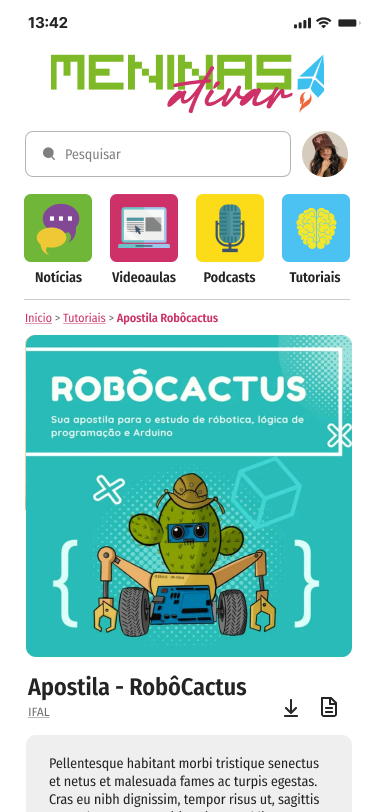 13:42
MENINAS
ativar
Pesquisar
Notícias
Videoaulas
Podcasts
Tutoriais
Inicio > Tutoriais > Apostila Robôcactus
ROBÔCACTUS
Sua apostila para o estudo de róbotica, lógica de
programação e Arduino
Apostila - RobôCactus
IFAL
Pellentesque habitant morbi tristique senectus
et netus et malesuada fames ac turpis egestas.
Cras eu nibh dignissim, tempor risus ut, sagittis